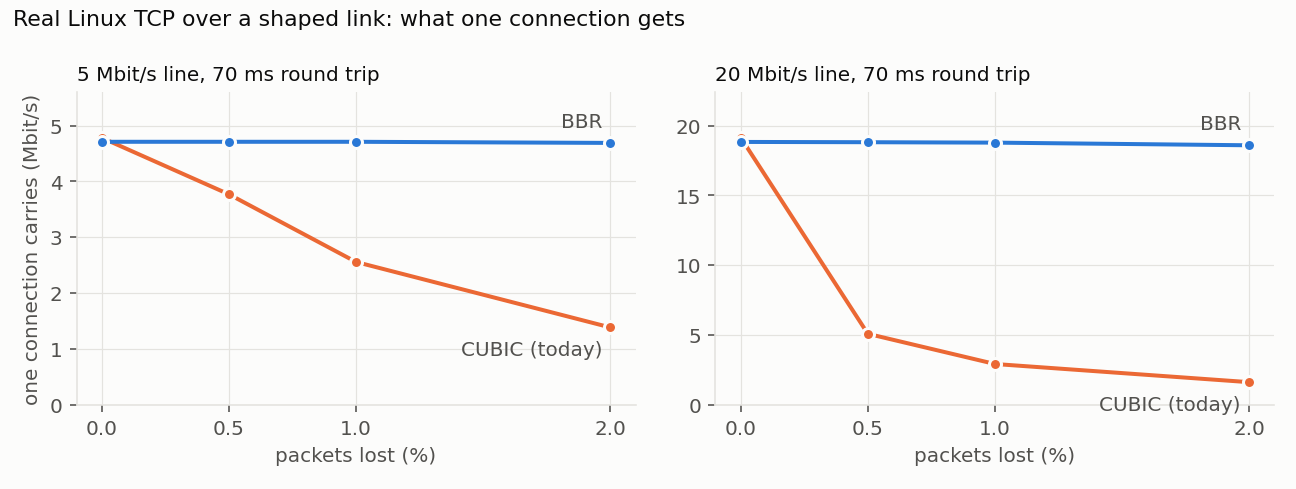 Real Linux TCP over a shaped link: what one connection gets
5 Mbit/s line, 70 ms round trip
one connection carries (Mbit/s)
5
4
3
2
1
0
BBR
CUBIC (today)
0.0 0.5 1.0 2.0
packets lost (%)
20 Mbit/s line, 70 ms round trip
20
15
10
5
0
BBR
CUBIC (today)
0.0 0.5 1.0 2.0
packets lost (%)